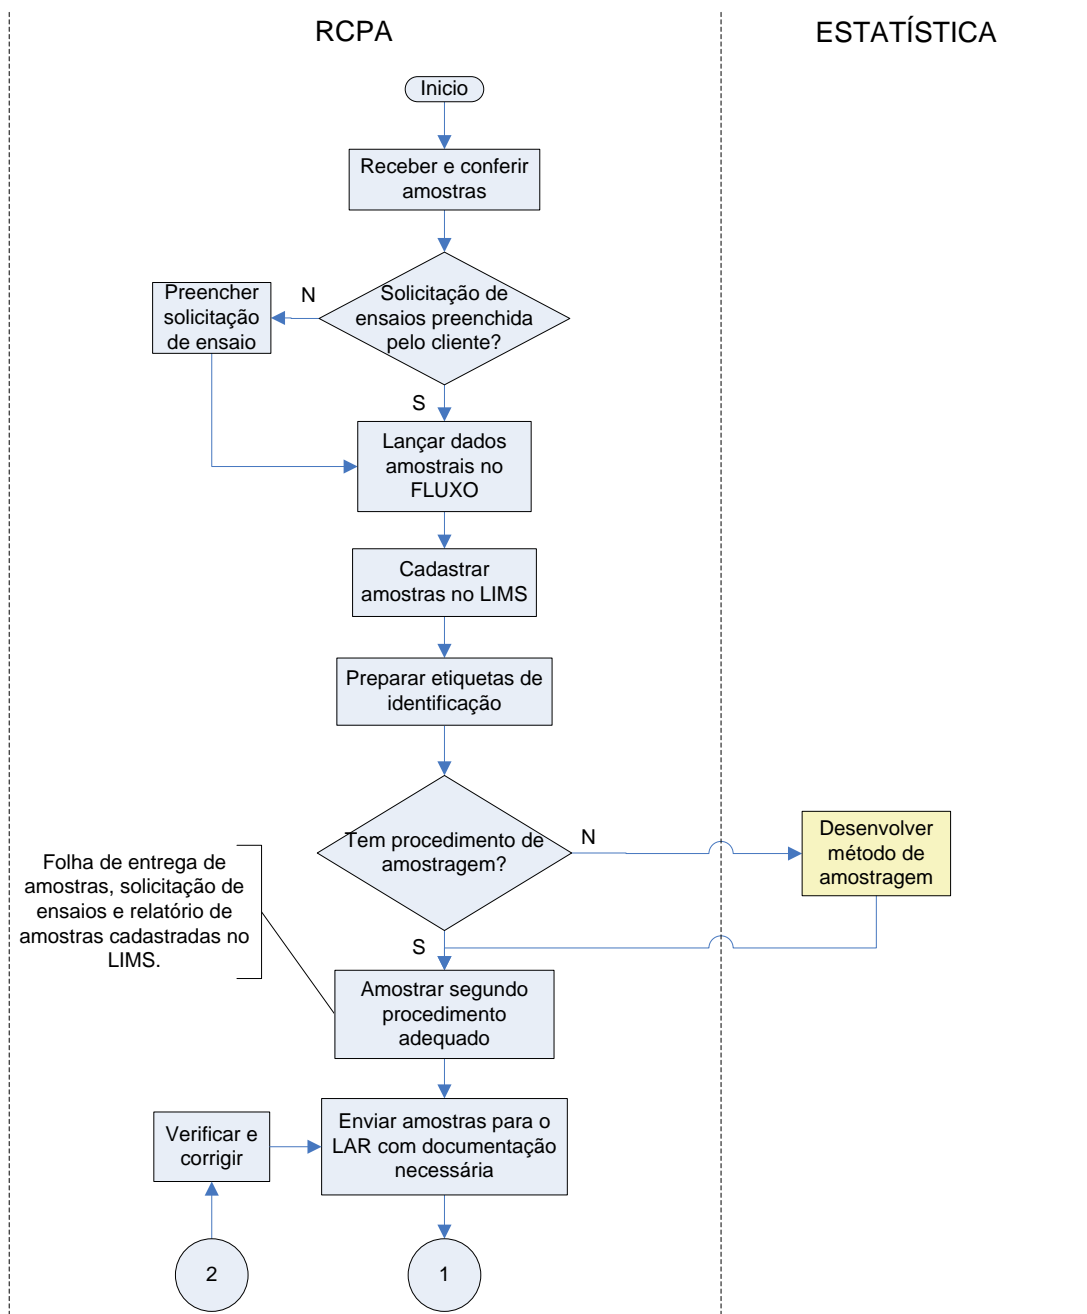 RCPA
ESTATÍSTICA
Inicio
Receber e conferir
amostras
Solicitação de
ensaios preenchida
pelo cliente?
N
Preencher
solicitação
de ensaio
S
Lançar dados
amostrais no
FLUXO
Cadastrar
amostras no LIMS
Preparar etiquetas de
identificação
Tem procedimento de
amostragem?
N
Desenvolver
método de
amostragem
Folha de entrega de
amostras, solicitação de
ensaios e relatório de
amostras cadastradas no
LIMS.
S
Amostrar segundo
procedimento
adequado
Verificar e
corrigir
Enviar amostras para o
LAR com documentação
necessária
2
1